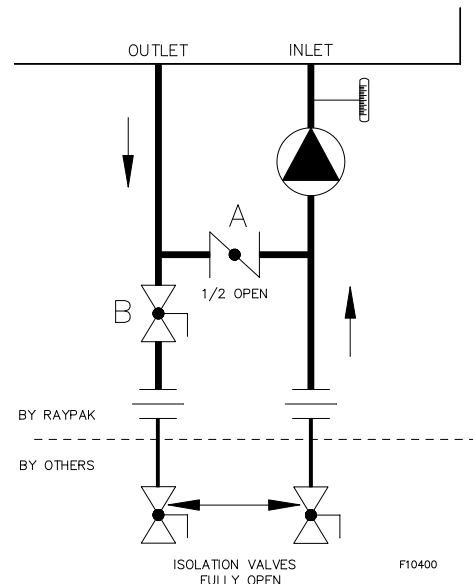 OUTLET
INLET
A
1/2 OPEN
B
BY RAYPAK
BY OTHERS
ISOLATION VALVES
FULLY OPEN
F10400